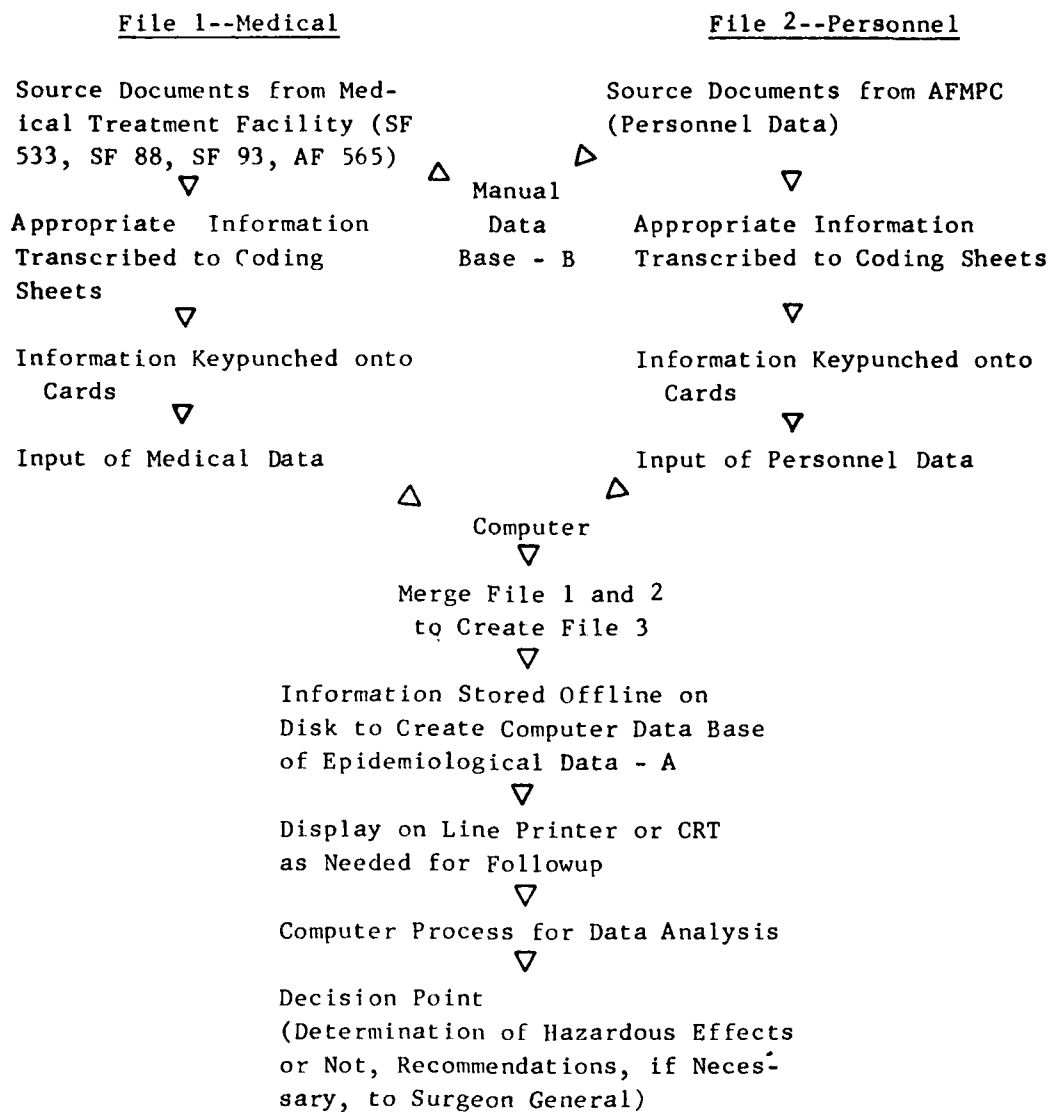 File 1--Medical
File 2--Personnel
Source Documents from Med-
ical Treatment Facility (SF
533, SF 88, SF 93, AF 565)
Source Documents from AFMPC
(Personnel Data)
Manual
Data
Base - B
Appropriate Information
Transcribed to Coding
Sheets
Appropriate Information
Transcribed to Coding Sheets
Information Keypunched onto
Cards
Information Keypunched onto
Cards
Input of Medical Data
Input of Personnel Data
Computer
Merge File 1 and 2
to Create File 3
Information Stored Offline on
Disk to Create Computer Data Base
of Epidemiological Data - A
Display on Line Printer or CRT
as Needed for Followup
Computer Process for Data Analysis
Decision Point
(Determination of Hazardous Effects
or Not, Recommendations, if Neces-
sary, to Surgeon General)